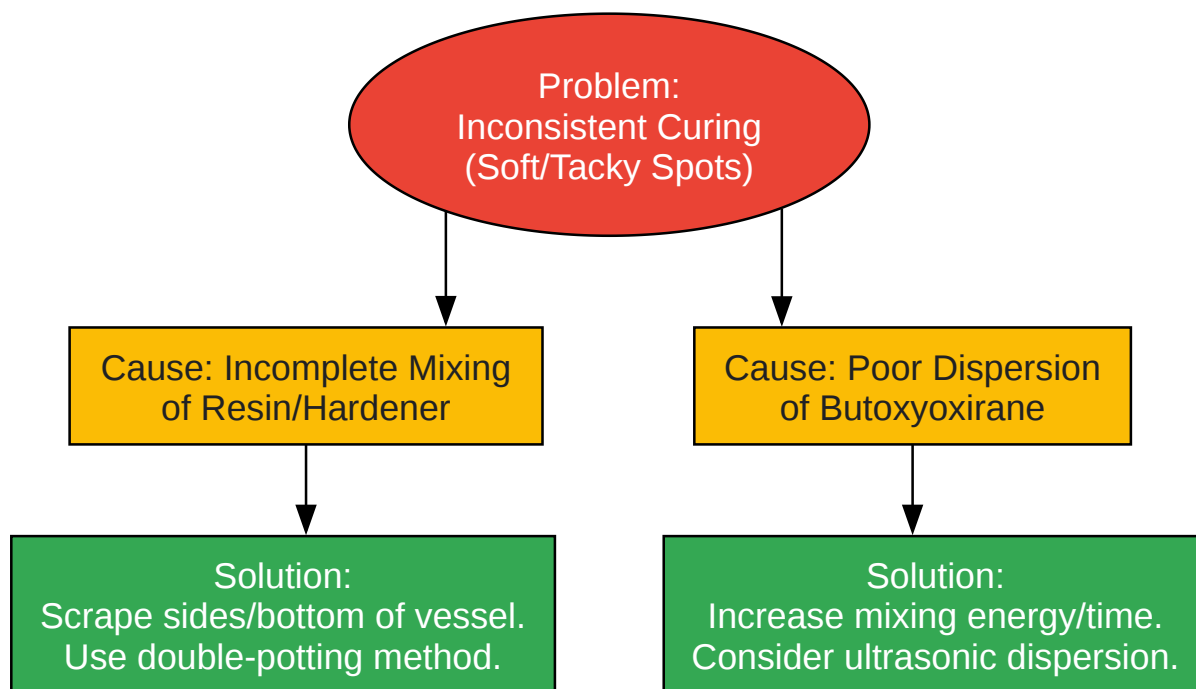 Problem:
Inconsistent Curing
(Soft/Tacky Spots)
Cause: Incomplete Mixing
of Resin/Hardener
Cause: Poor Dispersion
of Butoxyoxirane
Solution:
Scrape sides/bottom of vessel.
Use double-potting method.
Solution:
Increase mixing energy/time.
Consider ultrasonic dispersion.